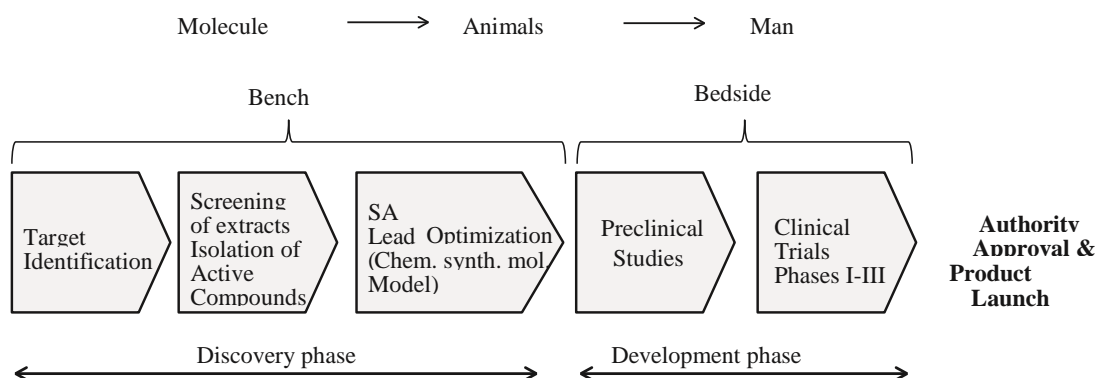 Molecule Animals Man
Bench
Bedside
Target
Identification
Screening
of extracts
Isolation of
Active
Compounds
SA
Lead Optimization
(Chem. synth. mol.
Model)
Preclinical
Studies
Clinical
Trials
Phases I-III
Authority
Approval &
Product
Launch
Discovery phase
Development phase